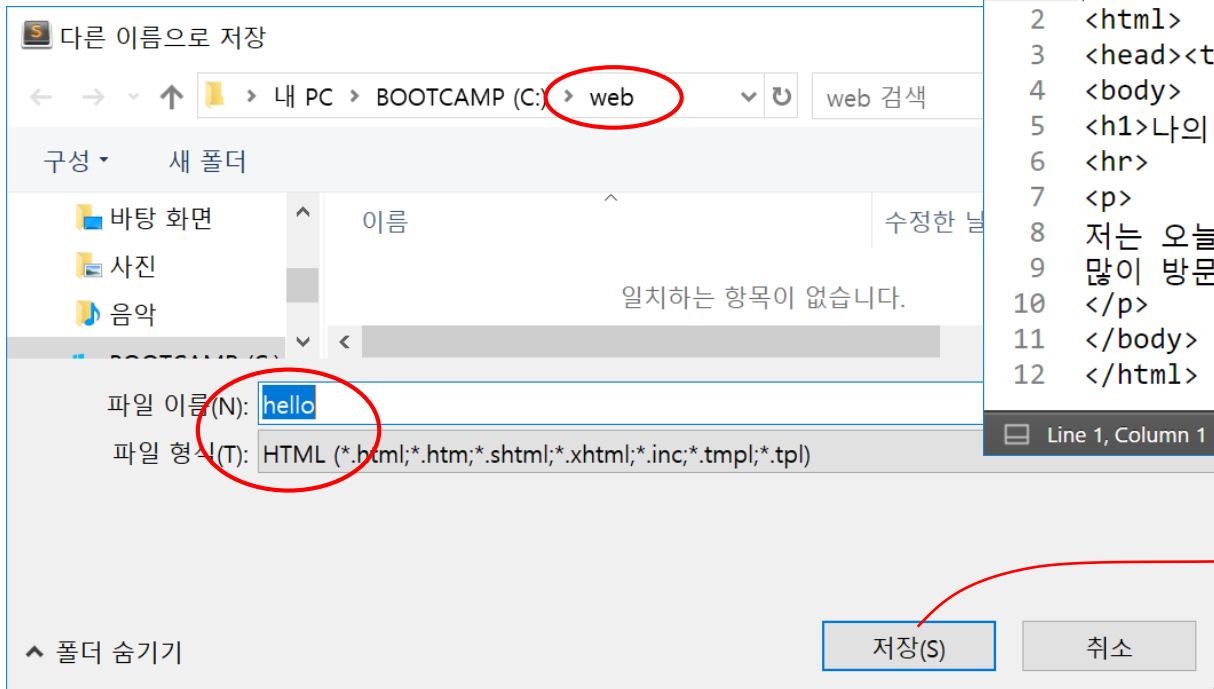 다른 이름으로 저장
내 PC > BOOTCAMP (C:) > web
web 검색
구성
새 폴더
바탕 화면
사진
음악
BOOTCAMP (C:)
이름
수정한 날
일치하는 항목이 없습니다.
파일 이름(N): hello
파일 형식(T): HTML (*.html;*.htm;*.shtml;*.xhtml;*.inc;*.tmpl;*.tpl)
폴더 숨기기
저장(S)
취소
2 <html>
3 <head><t
4 <body>
5 <h1>나의
6 <hr>
7 <p>
8 저는 오늘
9 많이 방문
10 </p>
11 </body>
12 </html>
Line 1, Column 1